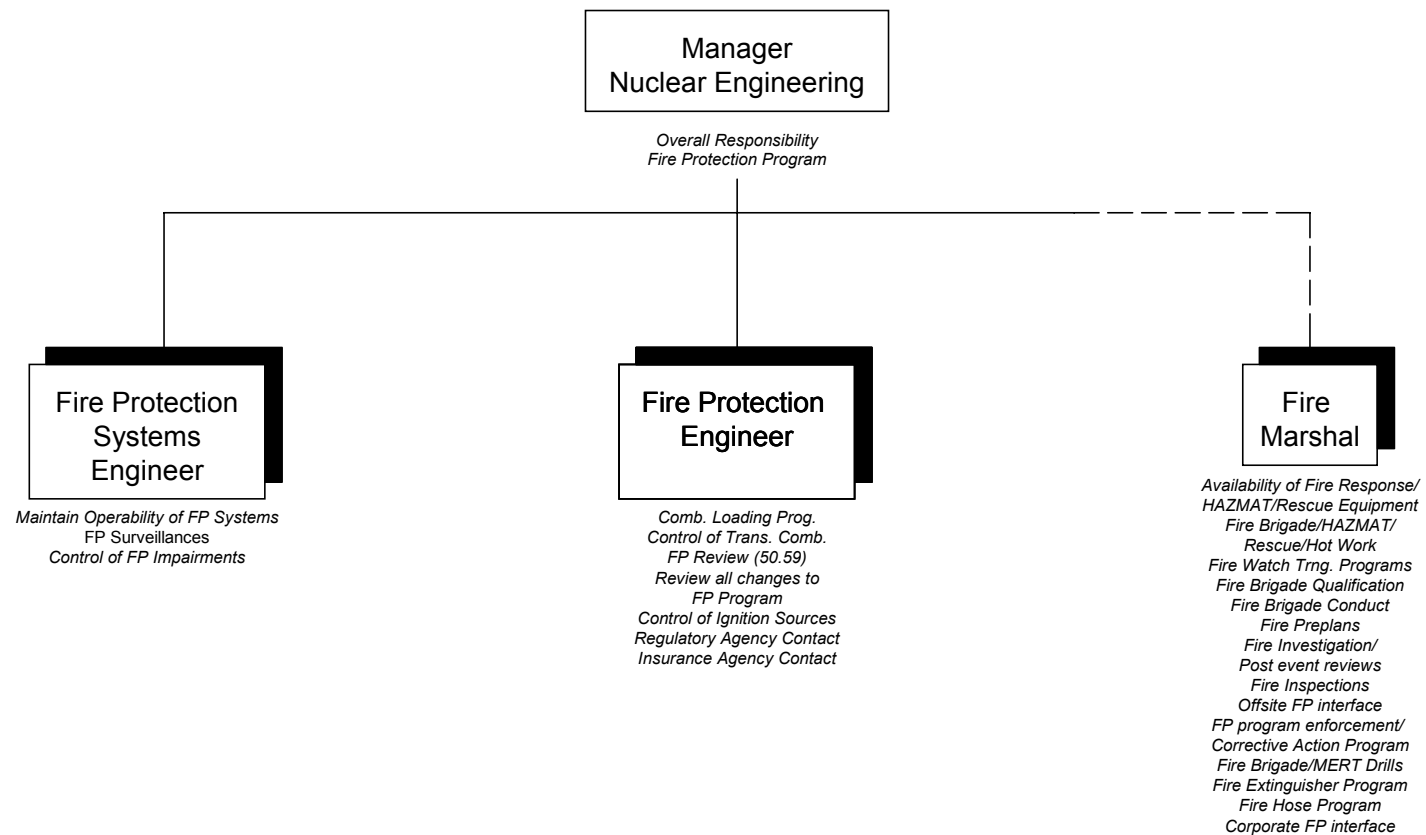 Manager
Nuclear Engineering
Overall Responsibility
Fire Protection Program
Fire Protection
Systems
Engineer
Maintain Operability of FP Systems
FP Surveillances
Control of FP Impairments
Fire Protection
Engineer
Comb. Loading Prog.
Control of Trans. Comb.
FP Review (50.59)
Review all changes to
FP Program
Control of Ignition Sources
Regulatory Agency Contact
Insurance Agency Contact
Fire
Marshal
Availability of Fire Response/
HAZMAT/Rescue Equipment
Fire Brigade/HAZMAT/
Rescue/Hot Work
Fire Watch Trng. Programs
Fire Brigade Qualification
Fire Brigade Conduct
Fire Preplans
Fire Investigation/
Post event reviews
Fire Inspections
Offsite FP interface
FP program enforcement/
Corrective Action Program
Fire Brigade/MERT Drills
Fire Extinguisher Program
Fire Hose Program
Corporate FP interface